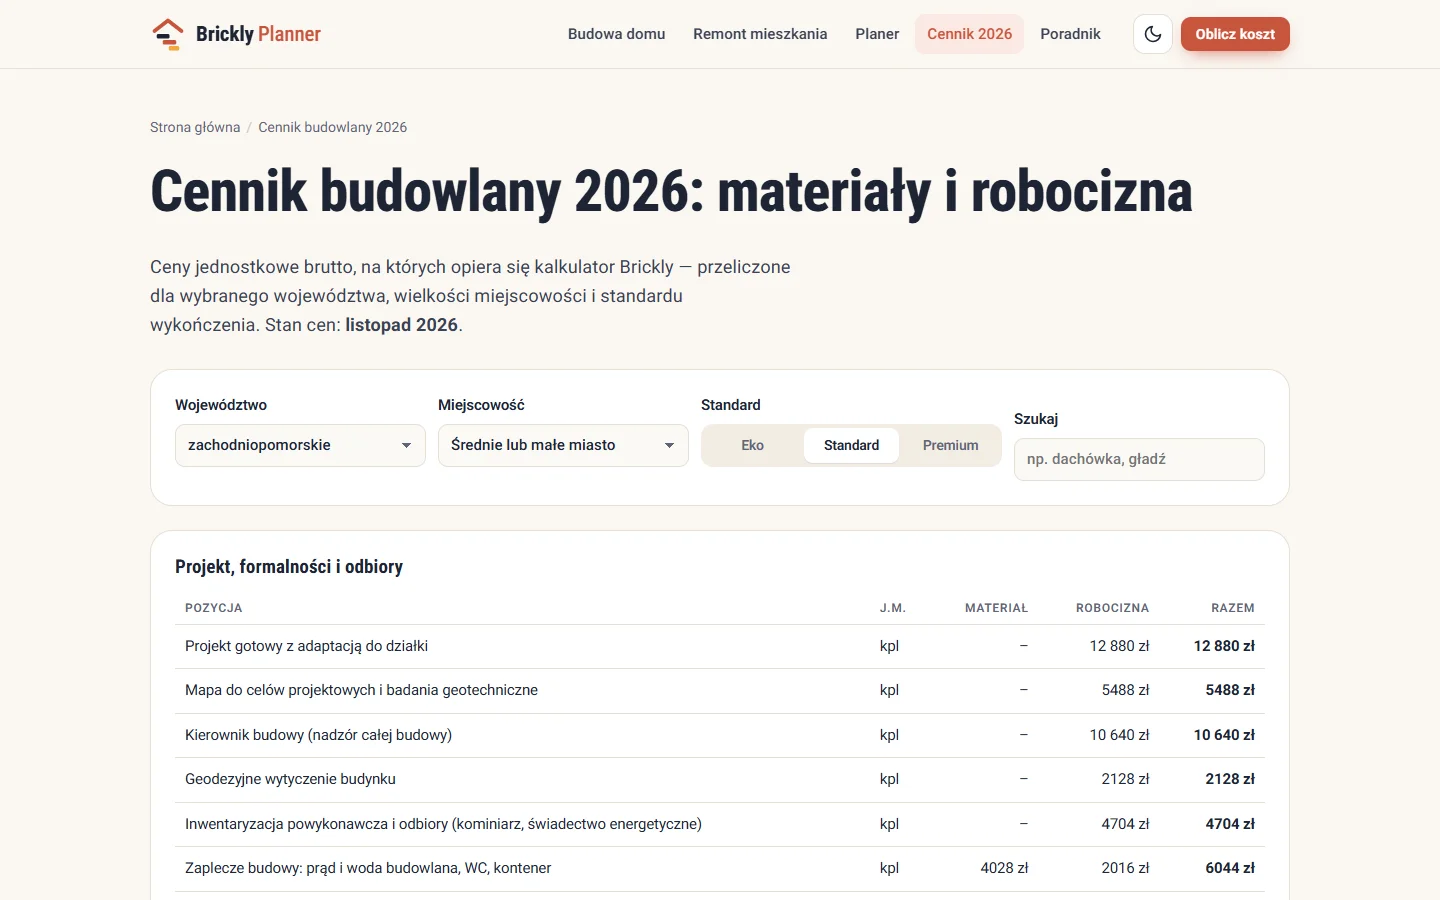 Brickly Planner
Budowa domu
Remont mieszkania
Planer
Cennik 2026
Poradnik
Oblicz koszt
Strona główna / Cennik budowlany 2026
Cennik budowlany 2026: materiały i robocizna
Ceny jednostkowe brutto, na których opiera się kalkulator Brickly — przeliczone
dla wybranego województwa, wielkości miejscowości i standardu
wykończenia. Stan cen: listopad 2026.
Województwo
zachodniopomorskie
Miejscowość
Średnie lub małe miasto
Standard
Eko Standard Premium
Szukaj
np. dachówka, gładź
Projekt, formalności i odbiory
POZYCJA J.M. MATERIAŁ ROBOCIZNA RAZEM
Projekt gotowy z adaptacją do działki kpl – 12 880 zł 12 880 zł
Mapa do celów projektowych i badania geotechniczne kpl – 5488 zł 5488 zł
Kierownik budowy (nadzór całej budowy) kpl – 10 640 zł 10 640 zł
Geodezyjne wytyczenie budynku kpl – 2128 zł 2128 zł
Inwentaryzacja powykonawcza i odbiory (kominiarz, świadectwo energetyczne) kpl – 4704 zł 4704 zł
Zaplecze budowy: prąd i woda budowlana, WC, kontener kpl 4028 zł 2016 zł 6044 zł